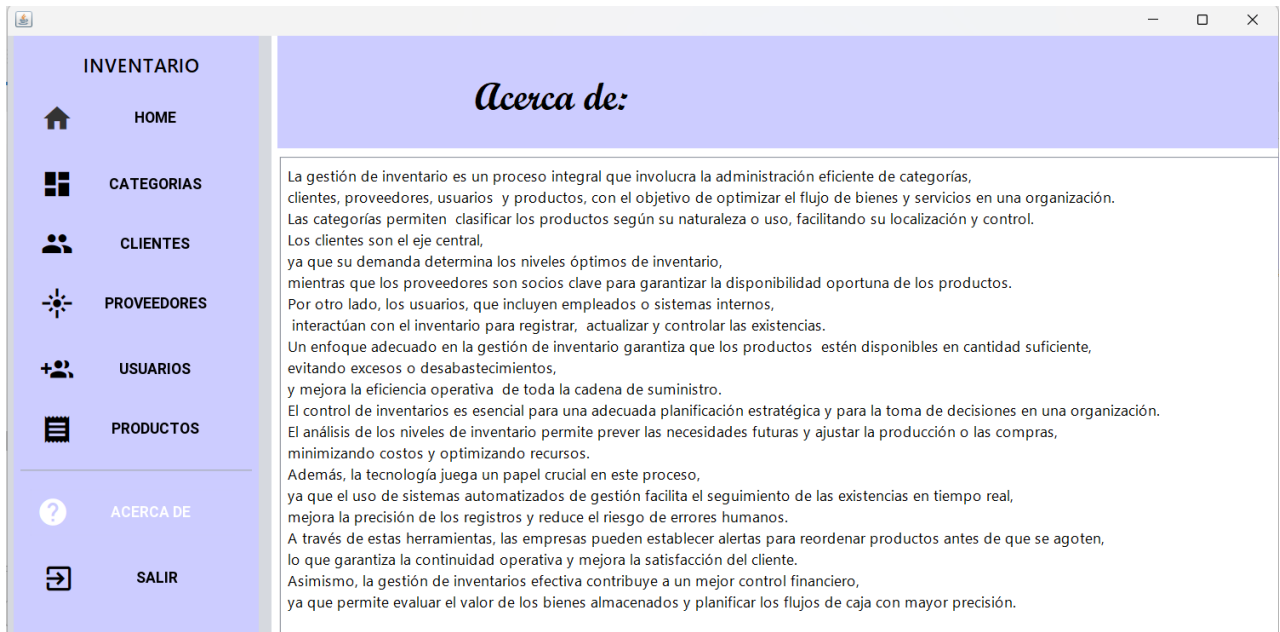 INVENTARIO
HOME
CATEGORIAS
CLIENTES
PROVEEDORES
USUARIOS
PRODUCTOS
ACERCA DE
SALIR
Acerca de:
La gestión de inventario es un proceso integral que involucra la administración eficiente de categorías,
clientes, proveedores, usuarios  y productos, con el objetivo de optimizar el flujo de bienes y servicios en una organización.
Las categorías permiten  clasificar los productos según su naturaleza o uso, facilitando su localización y control.
Los clientes son el eje central,
ya que su demanda determina los niveles óptimos de inventario,
mientras que los proveedores son socios clave para garantizar la disponibilidad oportuna de los productos.
Por otro lado, los usuarios, que incluyen empleados o sistemas internos,
interactúan con el inventario para registrar,  actualizar y controlar las existencias.
Un enfoque adecuado en la gestión de inventario garantiza que los productos  estén disponibles en cantidad suficiente,
evitando excesos o desabastecimientos,
y mejora la eficiencia operativa  de toda la cadena de suministro.
El control de inventarios es esencial para una adecuada planificación estratégica y para la toma de decisiones en una organización.
El análisis de los niveles de inventario permite prever las necesidades futuras y ajustar la producción o las compras,
minimizando costos y optimizando recursos.
Además, la tecnología juega un papel crucial en este proceso,
ya que el uso de sistemas automatizados de gestión facilita el seguimiento de las existencias en tiempo real,
mejora la precisión de los registros y reduce el riesgo de errores humanos.
A través de estas herramientas, las empresas pueden establecer alertas para reordenar productos antes de que se agoten,
lo que garantiza la continuidad operativa y mejora la satisfacción del cliente.
Asimismo, la gestión de inventarios efectiva contribuye a un mejor control financiero,
ya que permite evaluar el valor de los bienes almacenados y planificar los flujos de caja con mayor precisión.